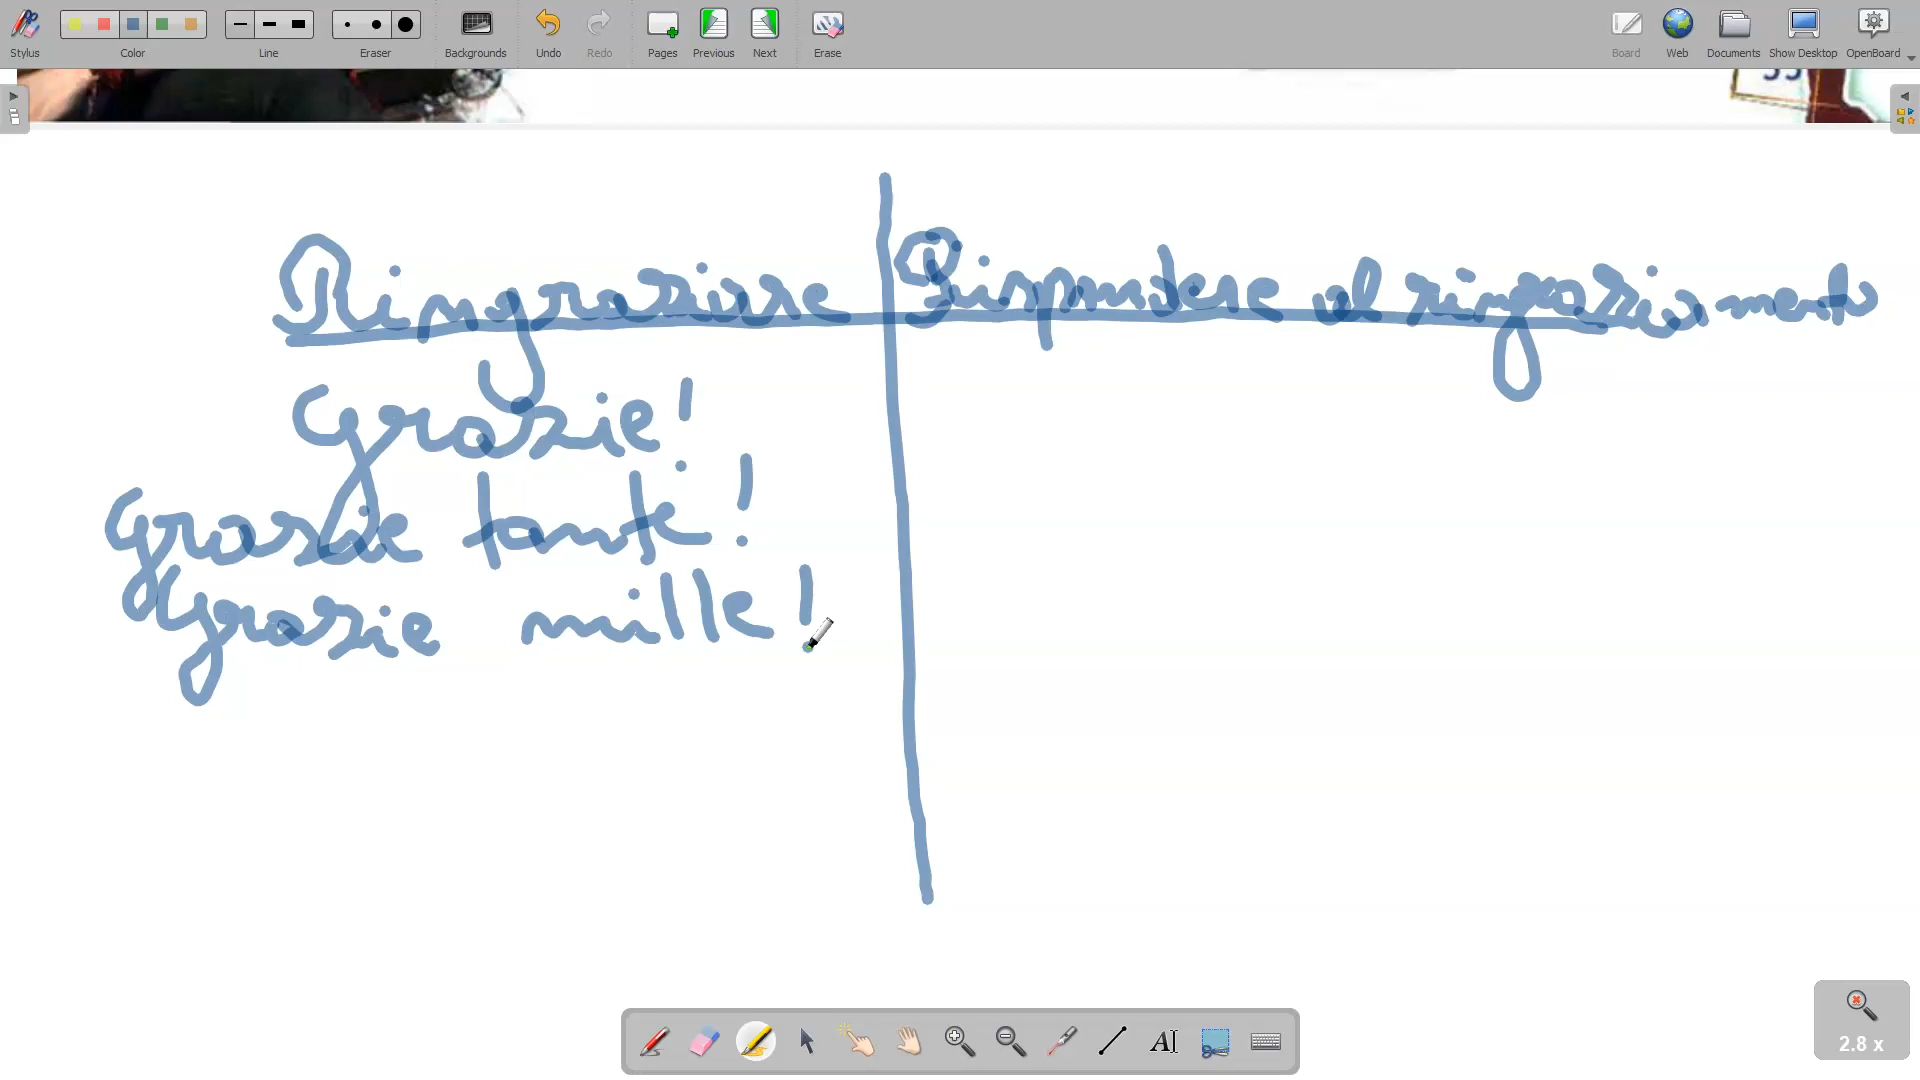 Stylus Color Line Eraser Backgrounds Undo Redo Pages Previous Next Erase Board Web Documents Show Desktop OpenBoard
Ringraziare Rispondere al ringraziamento
Grazie!
Grazie tante!
Grazie mille!
2.8 x